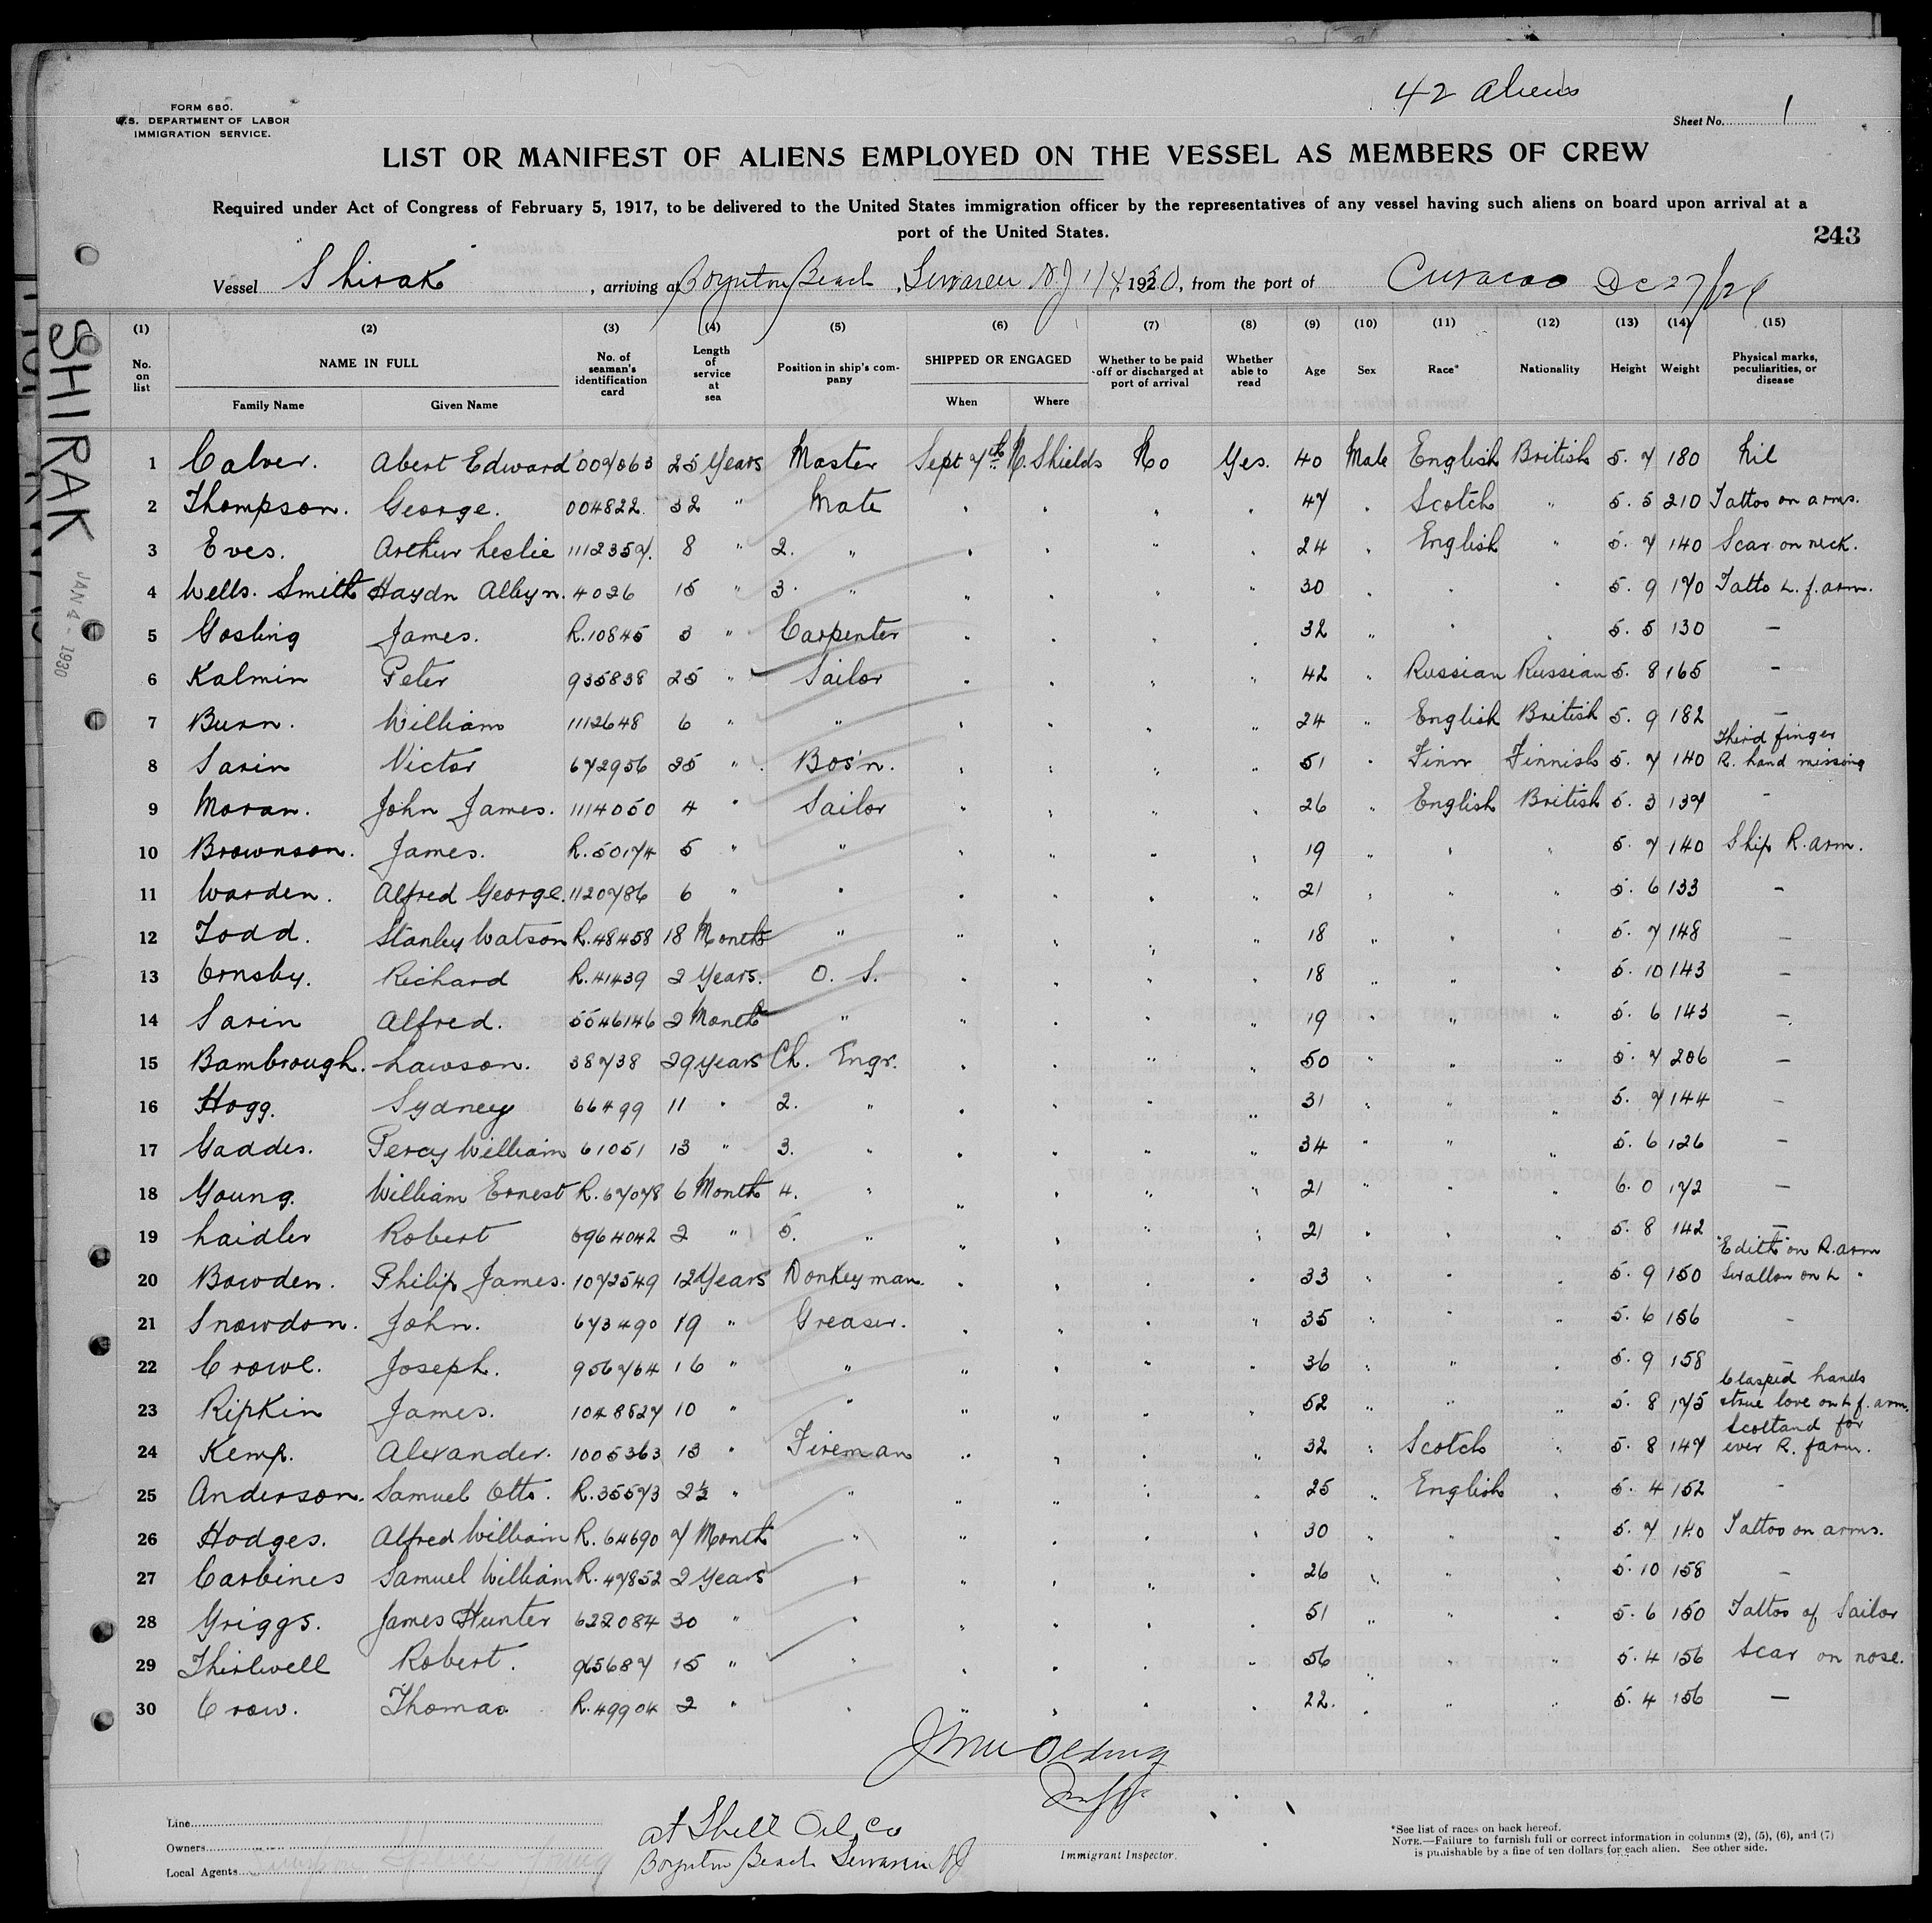 42 Aliens
FORM 680.
U.S. DEPARTMENT OF LABOR
IMMIGRATION SERVICE.
Sheet No. 1
LIST OR MANIFEST OF ALIENS EMPLOYED ON THE VESSEL AS MEMBERS OF CREW
Required under Act of Congress of February 5, 1917, to be delivered to the United States immigration officer by the representatives of any vessel having such aliens on board upon arrival at a
port of the United States.
243
Vessel "Shirak", arriving at Boynton Beach, Sewaren N.J 1/4, 1930, from the port of Curacao Dc 27/29
SHIRAK
JAN 4 - 1930
(1) (2) (3) (4) (5) (6) (7) (8) (9) (10) (11) (12) (13) (14) (15)
No. on list NAME IN FULL Family Name Given Name No. of seaman's identification card Length of service at sea Position in ship's company SHIPPED OR ENGAGED When Where Whether to be paid off or discharged at port of arrival Whether able to read Age Sex Race* Nationality Height Weight Physical marks, peculiarities, or disease
1 Calver. Abert Edward 007063 25 Years Master Sept 7th N. Shields No Yes. 40 Male English British 5. 7 180 Nil
2 Thompson. George. 004822 32 " Mate " " " " 47 " Scotch " 5. 5 210 Tattoo on arms.
3 Eves. Arthur Leslie 1112357. 8 " 2. " " " " " 24 " English " 5. 7 140 Scar on neck.
4 Wells. Smith Haydn Alleyn. 4026 15 " 3. " " " " " 30 " " " 5. 9 170 Tatto L. f. arm.
5 Gosling James. R.10845 3 " Carpenter " " " " 32 " " " 5. 5 130 –
6 Kalmin Peter 935838 25 " Sailor " " " " 42 " Russian Russian 5. 8 165 –
7 Burn. William 1112648 6 " " " " " " 24 " English British 5. 9 182 –
8 Sarin Victor 672956 35 " Bos'n. " " " " 51 " Finn Finnish 5. 7 140 Third finger R. hand missing
9 Moran. John James. 1114050 4 " Sailor " " " " 26 " English British 5. 3 137 –
10 Brownson. James. R.50174 5 " " " " " " 19 " " " 5. 7 140 Ship R. arm.
11 Warden. Alfred George. 1120786 6 " " " " " " 21 " " " 5. 6 133 –
12 Todd. Stanley Watson R.48458 18 Months " " " " " 18 " " " 5. 7 148 –
13 Ornsby. Richard R.41439 2 Years. O. S. " " " " 18 " " " 5. 10 143 –
14 Sarin Alfred. 5546146 2 Months " " " " " 19 " " " 5. 6 143 –
15 Bambrough. Lawson. 38738 29 Years Ch. Engr. " " " " 50 " " " 5. 7 206 –
16 Hogg. Sydney 66499 11 " 2. " " " " " 31 " " " 5. 7 144 –
17 Gaddes. Percy William 61051 13 " 3. " " " " " 34 " " " 5. 6 126 –
18 Young. William Ernest R.67078 6 Months 4. " " " " " 21 " " " 6. 0 172 –
19 Laidler Robert 6964042 2 " 5. " " " " " 21 " " " 5. 8 142 –
20 Bowden. Philip James. 1072549 12 Years Donkeyman. " " " " 33 " " " 5. 9 150 "Edith" on R. arm Swallow on L "
21 Snowdon. John. 673490 19 " Greaser. " " " " 35 " " " 5. 6 156 –
22 Crowe. Joseph. 956764 16 " " " " " " 36 " " " 5. 9 158 –
23 Ripkin James. 1048527 10 " " " " " " 52 " " " 5. 8 175 Clasped hands & true love on L f. arm.
24 Kemp. Alexander. 1005363 13 " Fireman " " " " 32 " Scotch " 5. 8 147 Scotland for ever R. farm.
25 Anderson. Samuel Otto. R.35573 2½ " " " " " " 25 " English " 5. 4 152 –
26 Hodges. Alfred William R. 64690 7 Months " " " " " 30 " " " 5. 7 140 Tattoo on arms.
27 Carbines Samuel William R.47852 2 Years " " " " " 26 " " " 5. 10 158 –
28 Griggs. James Hunter 622084 30 " " " " " " 51 " " " 5. 6 150 Tattoo of Sailor
29 Thirlwell Robert. 965687 15 " " " " " " 56 " " " 5. 4 156 Scar on nose.
30 Crow. Thomas R.49904 2 " " " " " " 22. " " " 5. 4 156 –
Line
Owners
Local Agents
at Shell Oil Co
Boynton Beach Sewaren NJ
Immigrant Inspector.
*See list of races on back hereof.
NOTE.—Failure to furnish full or correct information in columns (2), (5), (6), and (7)
is punishable by a fine of ten dollars for each alien. See other side.